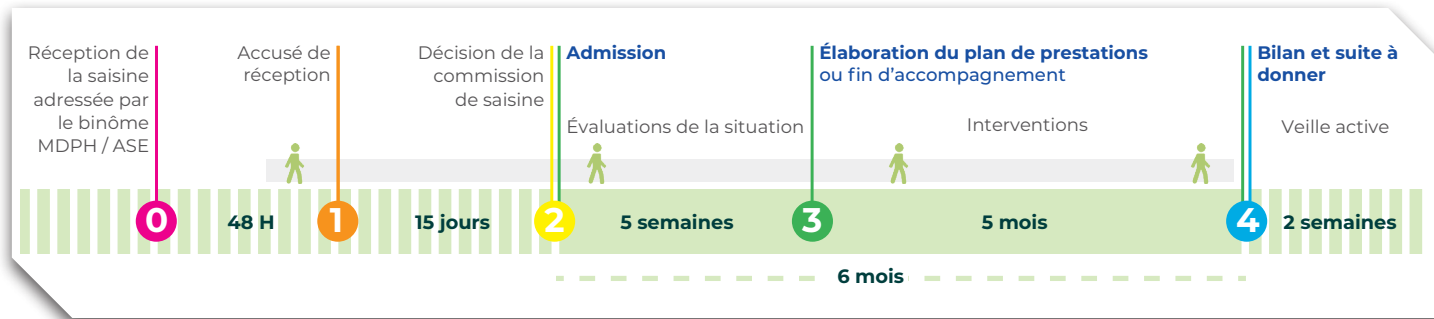 Réception de
la saisine
adressée par
le binôme
MDPH / ASE
Accusé de
réception
Décision de la
commission
de saisine
Admission
Évaluations de la situation
Élaboration du plan de prestations
ou fin d’accompagnement
Interventions
Bilan et suite à
donner
Veille active
0
48 H
1
15 jours
2
5 semaines
3
5 mois
4
2 semaines
6 mois